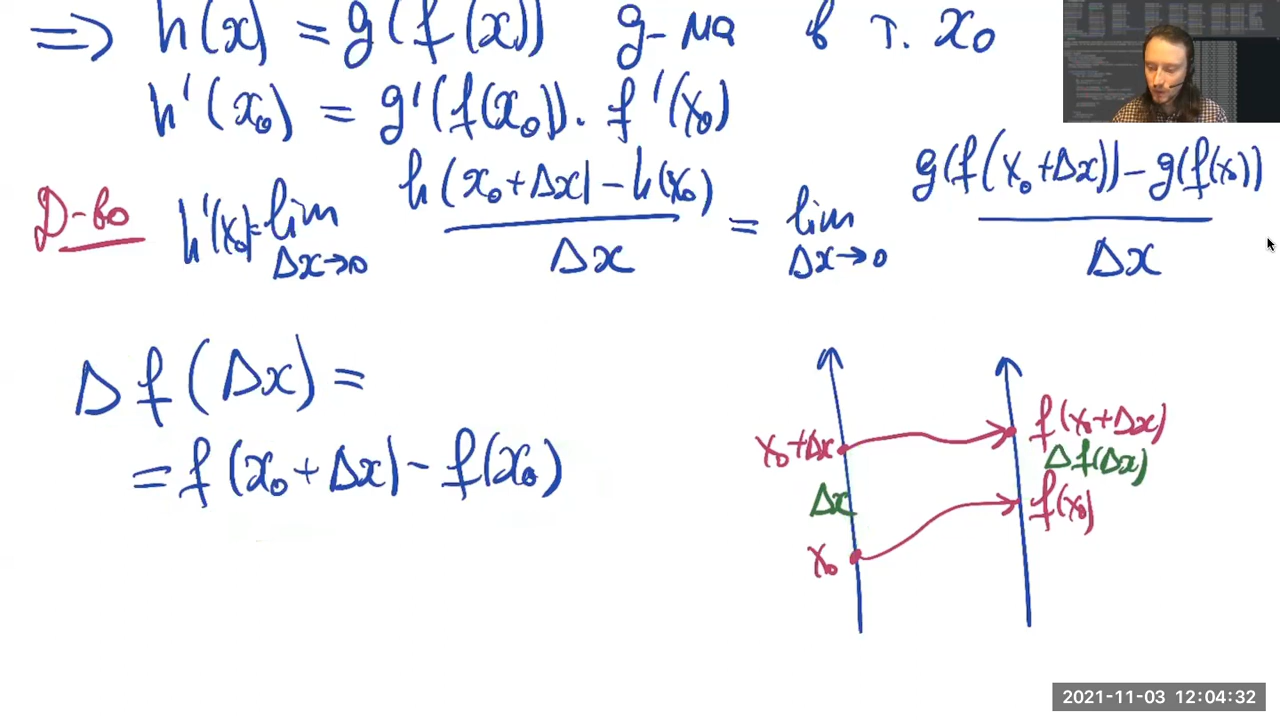 ⇒ h(x) = g(f(x)) g-ма в т. x₀
h'(x₀) = g'(f(x₀)). f'(x₀)
Д-во h'(x₀)= lim Δx→0 h(x₀+Δx)-h(x₀) / Δx = lim Δx→0 g(f(x₀+Δx))-g(f(x₀)) / Δx
Δf(Δx) =
= f(x₀+Δx)-f(x₀)
x₀+Δx f(x₀+Δx)
Δx Δf(Δx)
x₀ f(x₀)
2021-11-03 12:04:32